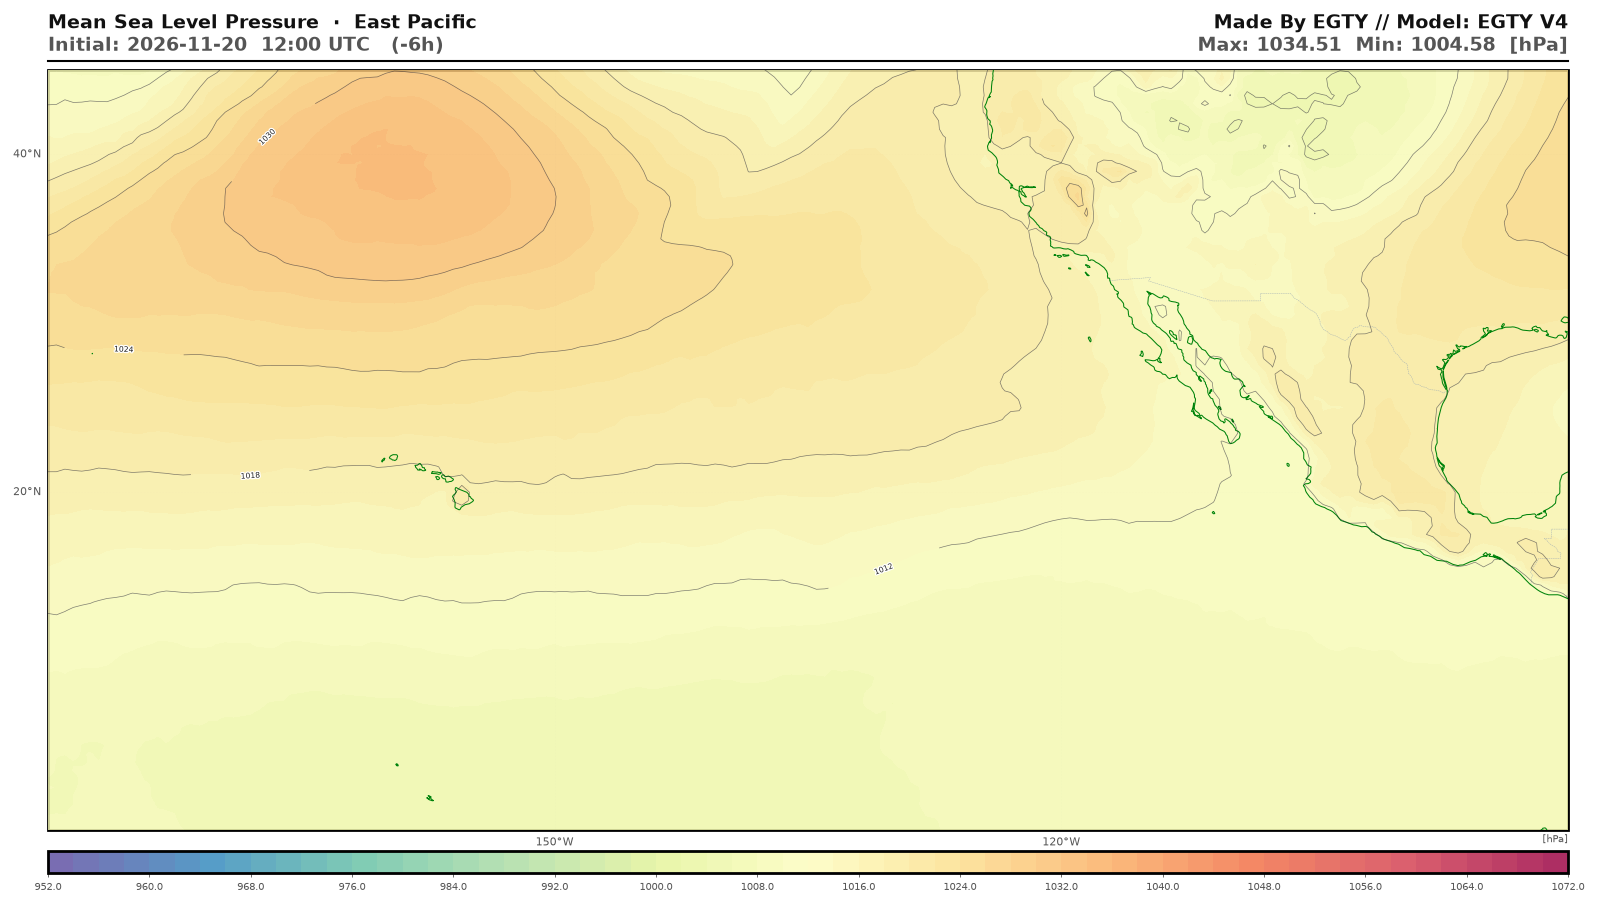 Mean Sea Level Pressure · East Pacific
Made By EGTY // Model: EGTY V4
Initial: 2026-11-20 12:00 UTC (-6h)
Max: 1034.51 Min: 1004.58 [hPa]
1030
40°N
1024
1018
20°N
1012
150°W
120°W
[hPa]
952.0 960.0 968.0 976.0 984.0 992.0 1000.0 1008.0 1016.0 1024.0 1032.0 1040.0 1048.0 1056.0 1064.0 1072.0